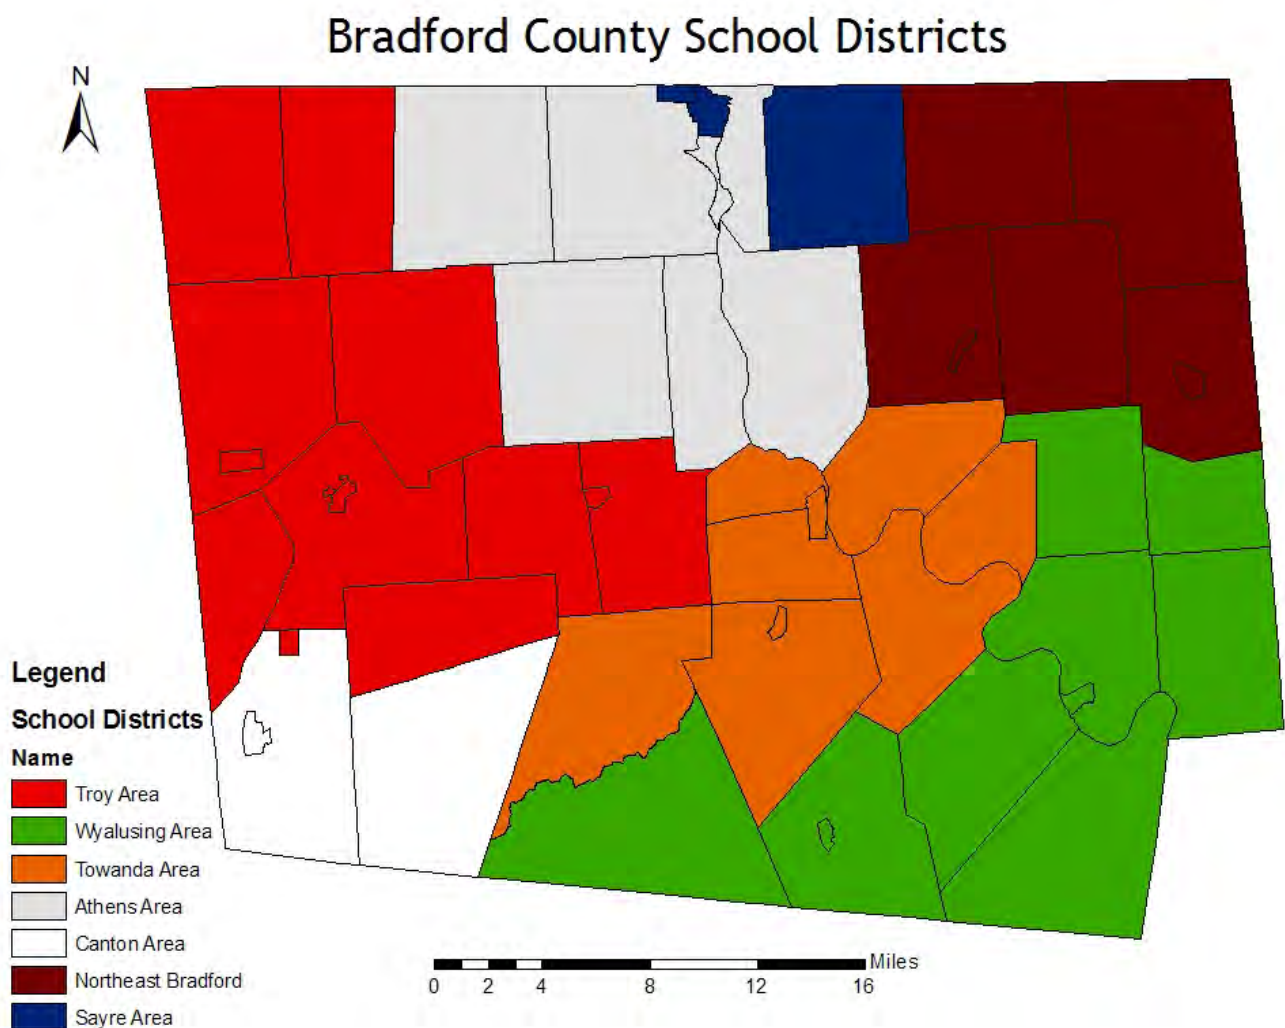 Bradford County School Districts
N
Legend
School Districts
Name
Troy Area
Wyalusing Area
Towanda Area
Athens Area
Canton Area
Northeast Bradford
Sayre Area
Miles
0 2 4 8 12 16